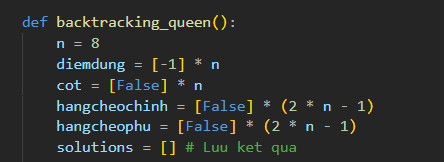 def backtracking_queen():
    n = 8
    diemdung = [-1] * n
    cot = [False] * n
    hangcheochinh = [False] * (2 * n - 1)
    hangcheophu = [False] * (2 * n - 1)
    solutions = [] # Luu ket qua